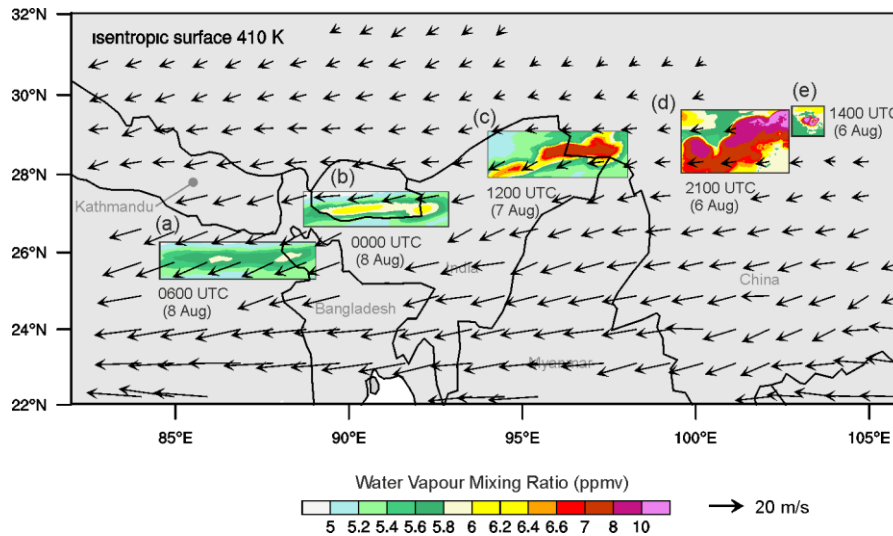 32°N
isentropic surface 410 K
30°N
(e)
(d)
1400 UTC
(6 Aug)
(c)
28°N
1200 UTC
(7 Aug)
2100 UTC
(6 Aug)
(b)
Kathmandu
(a)
0000 UTC
(8 Aug)
26°N
India
China
0600 UTC
(8 Aug)
Bangladesh
24°N
Myanmar
22°N
85°E 90°E 95°E 100°E 105°E
Water Vapour Mixing Ratio (ppmv)
20 m/s
5 5.2 5.4 5.6 5.8 6 6.2 6.4 6.6 7 8 10